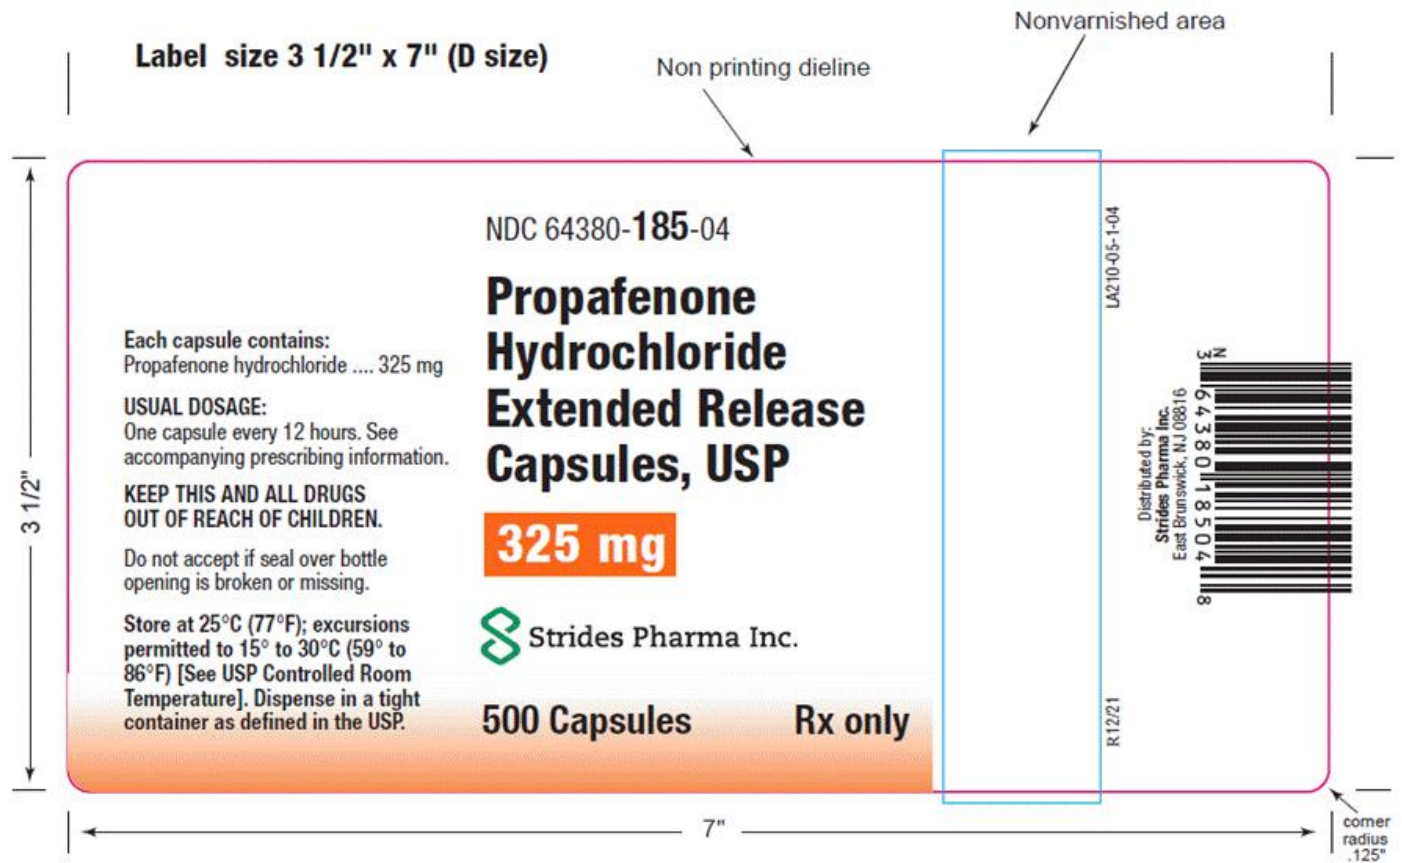 Label size 3 1/2" x 7" (D size)
Non printing dieline
Nonvarnished area
3 1/2"
Each capsule contains:
Propafenone hydrochloride .... 325 mg
USUAL DOSAGE:
One capsule every 12 hours. See
accompanying prescribing information.
KEEP THIS AND ALL DRUGS
OUT OF REACH OF CHILDREN.
Do not accept if seal over bottle
opening is broken or missing.
Store at 25°C (77°F); excursions
permitted to 15° to 30°C (59° to
86°F) [See USP Controlled Room
Temperature]. Dispense in a tight
container as defined in the USP.
NDC 64380-185-04
Propafenone
Hydrochloride
Extended Release
Capsules, USP
325 mg
Strides Pharma Inc.
500 Capsules Rx only
LA210-05-1-04
R12/21
Distributed by:
Strides Pharma Inc.
East Brunswick, NJ 08816
N
3 6438018504 8
7"
corner
radius
.125"